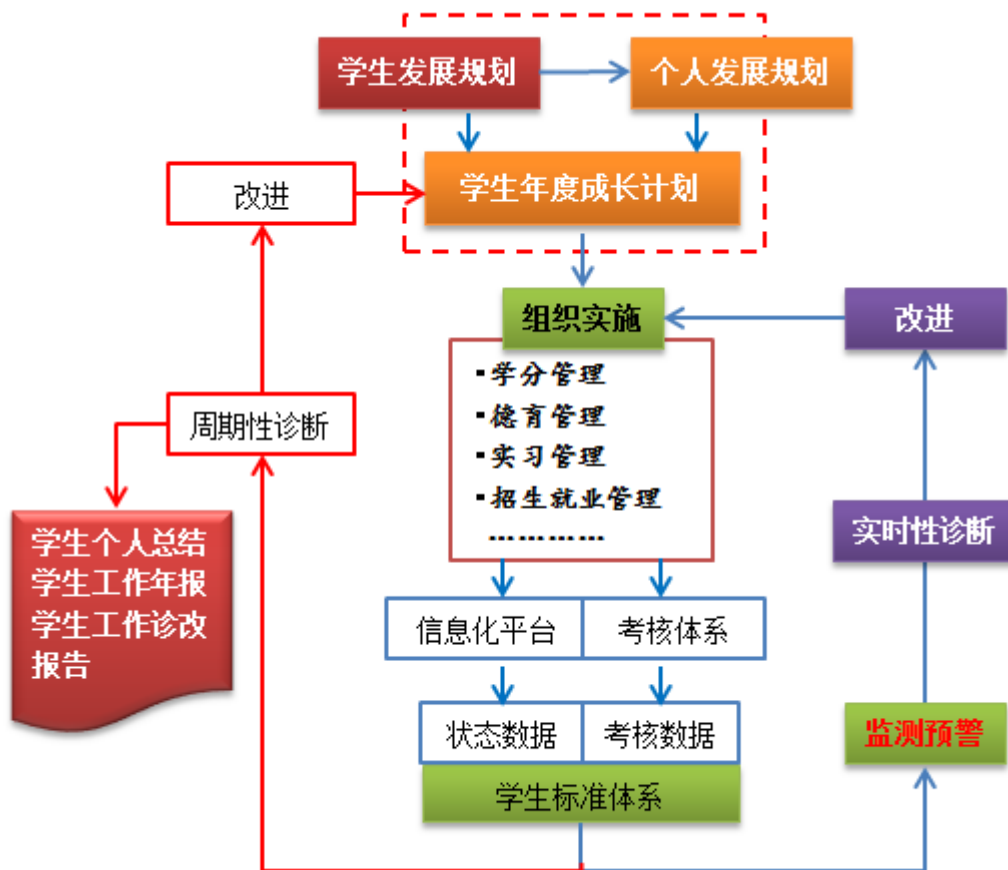 学生发展规划
个人发展规划
学生年度成长计划
改进
组织实施
改进
▪学分管理
▪德育管理
▪实习管理
▪招生就业管理
…………
周期性诊断
实时性诊断
学生个人总结
学生工作年报
学生工作诊改
报告
信息化平台
考核体系
状态数据
考核数据
监测预警
学生标准体系